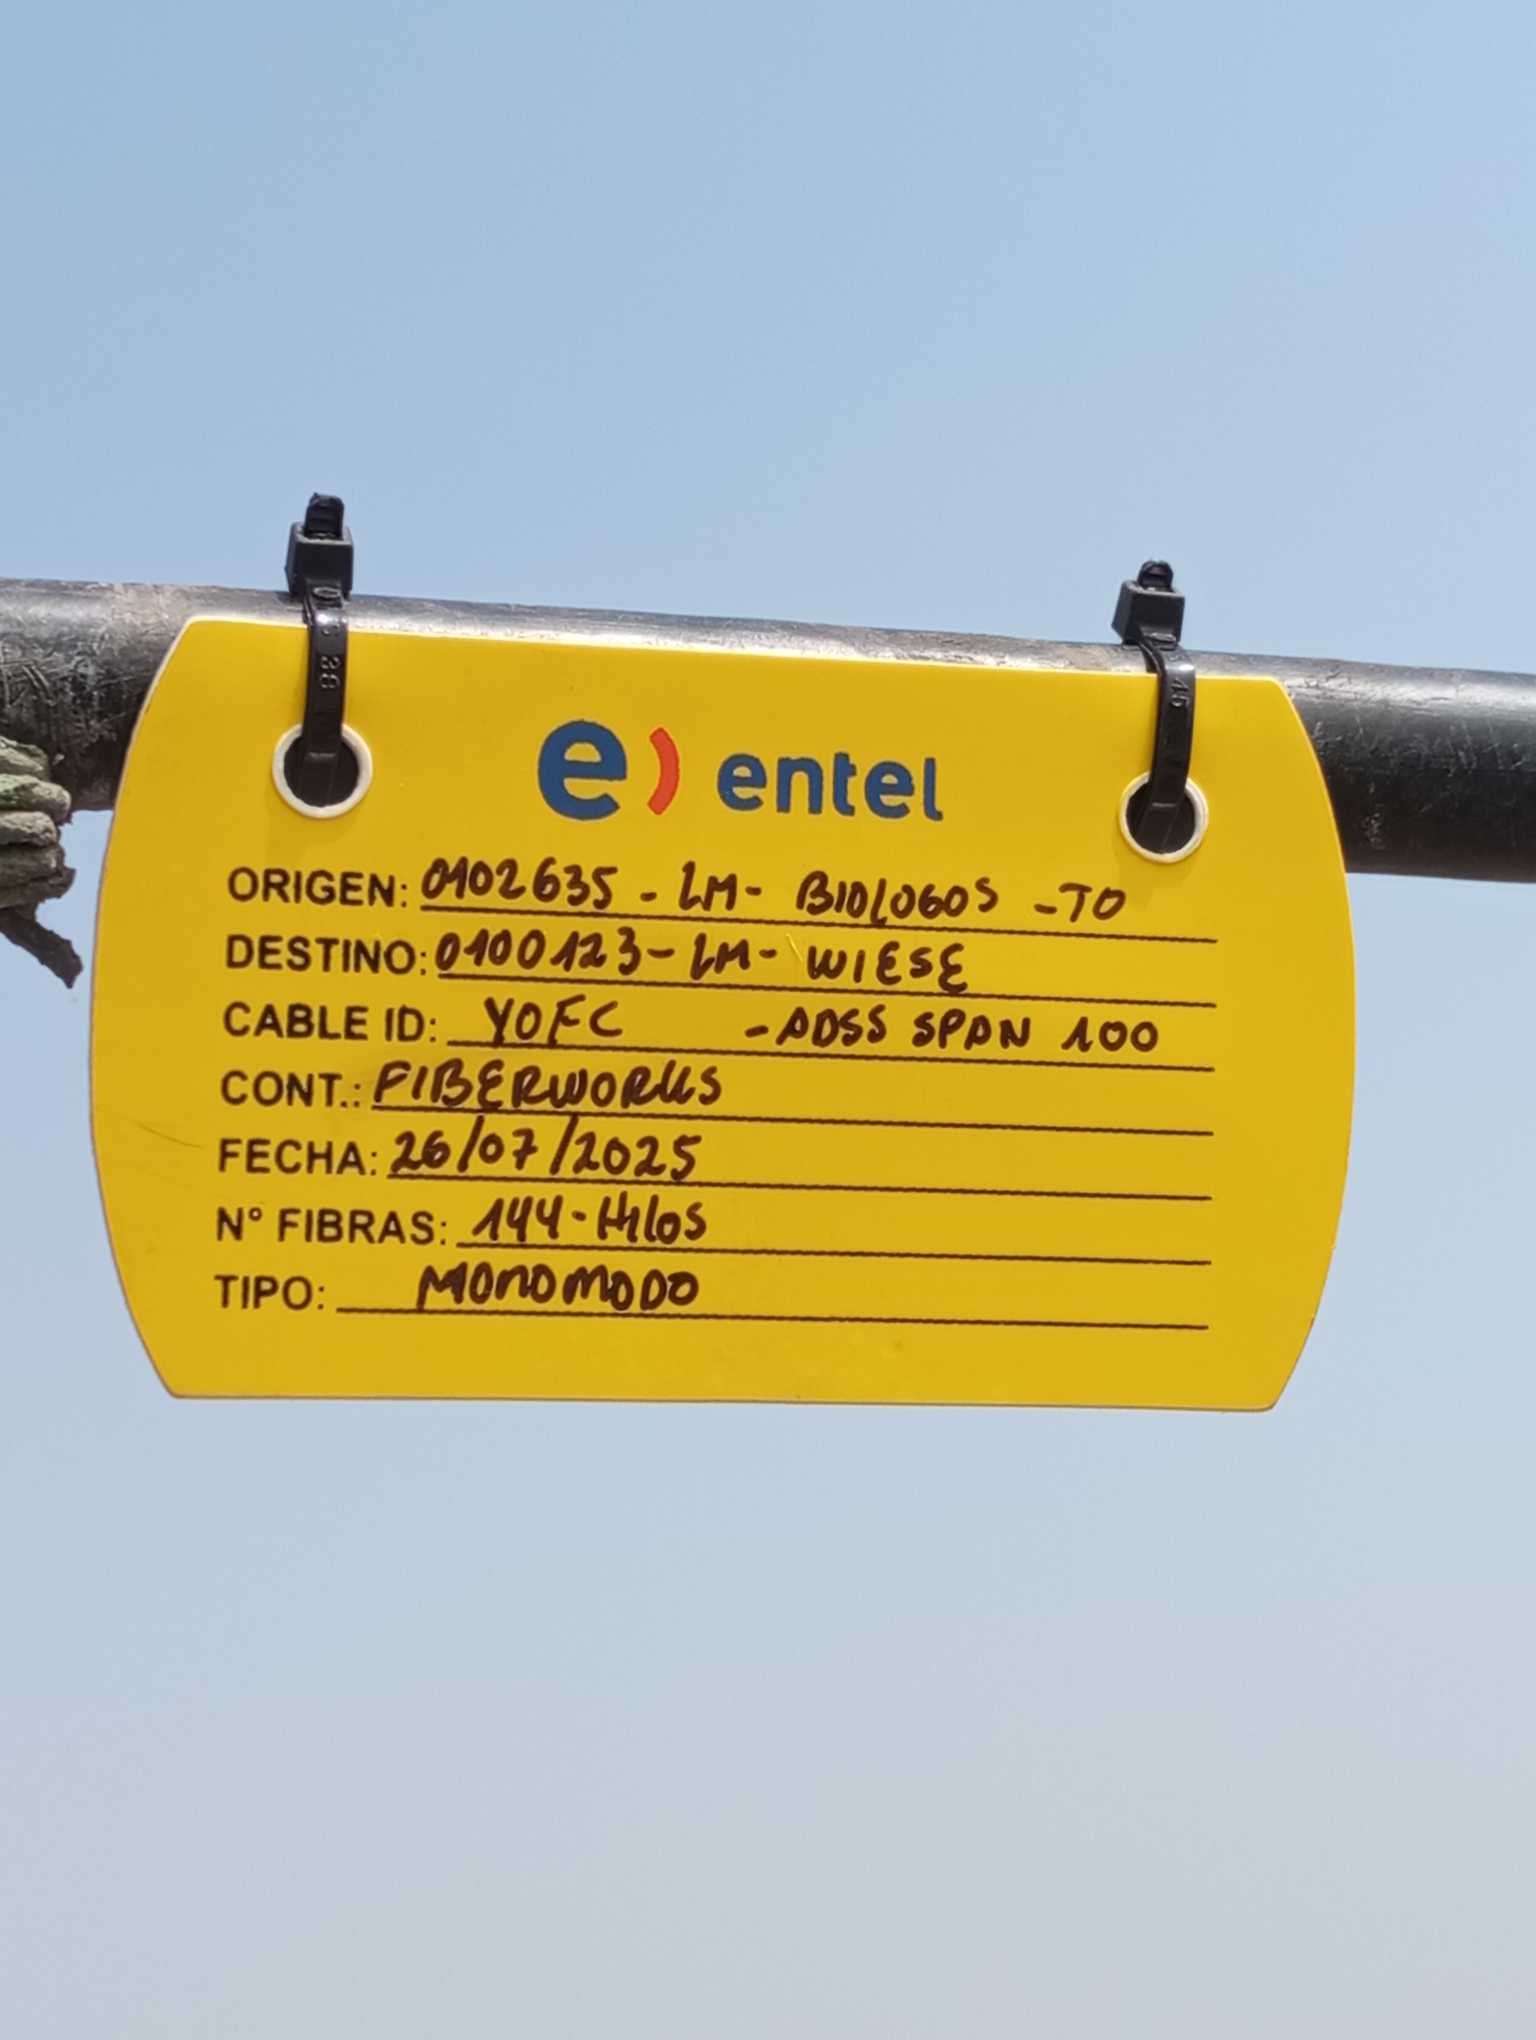 e) entel
ORIGEN: 0102635 - LM - BIOLOGOS - TO
DESTINO: 0100123 - LM - WIESE
CABLE ID: YOFC - ADSS SPAN 100
CONT.: FIBERWORKS
FECHA: 26/07/2025
N° FIBRAS: 144 - Hilos
TIPO: MONOMODO